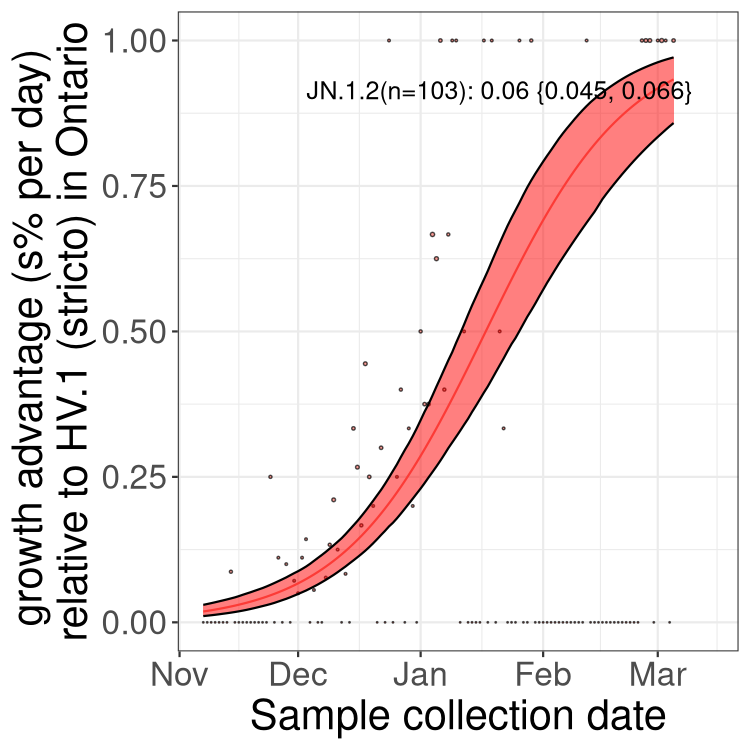 growth advantage (s% per day)
relative to HV.1 (stricto) in Ontario
1.00
0.75
0.50
0.25
0.00
JN.1.2(n=103): 0.06 {0.045, 0.066}
Nov Dec Jan Feb Mar
Sample collection date